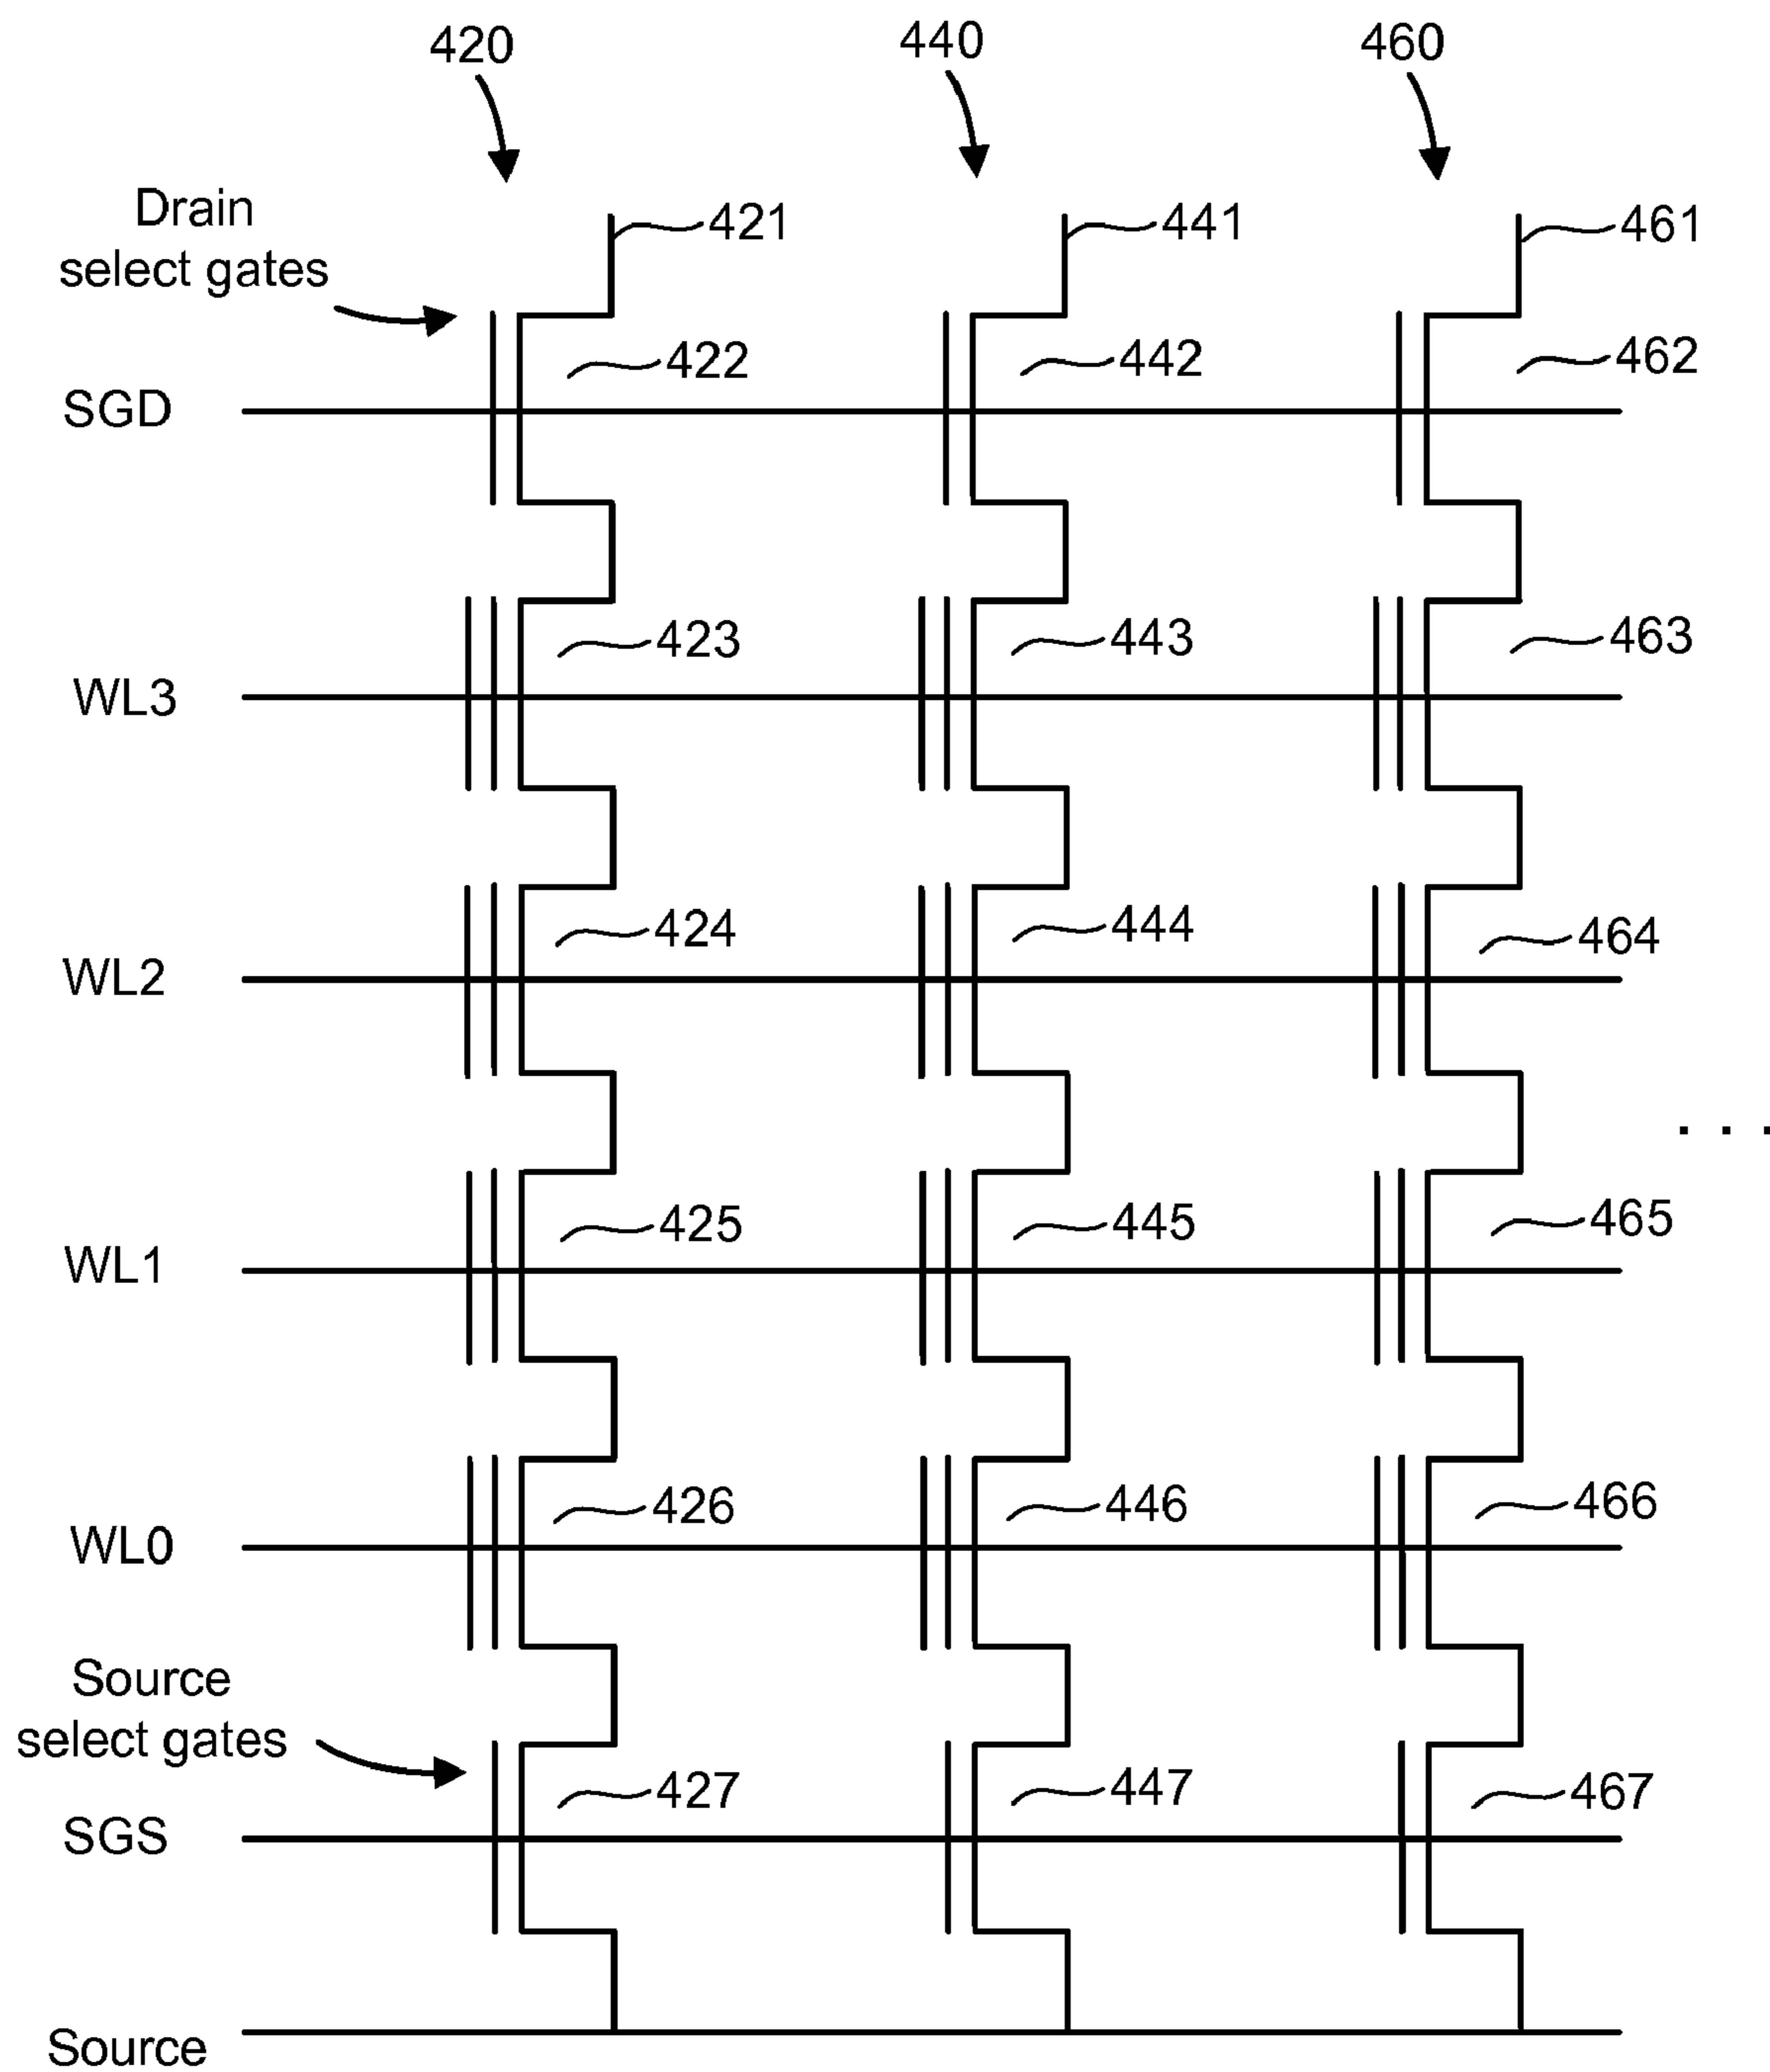 420 440 460
Drain
select gates
421 441 461
422 442 462
SGD
423 443 463
WL3
424 444 464
WL2
. . .
425 445 465
WL1
426 446 466
WL0
Source
select gates
427 447 467
SGS
Source